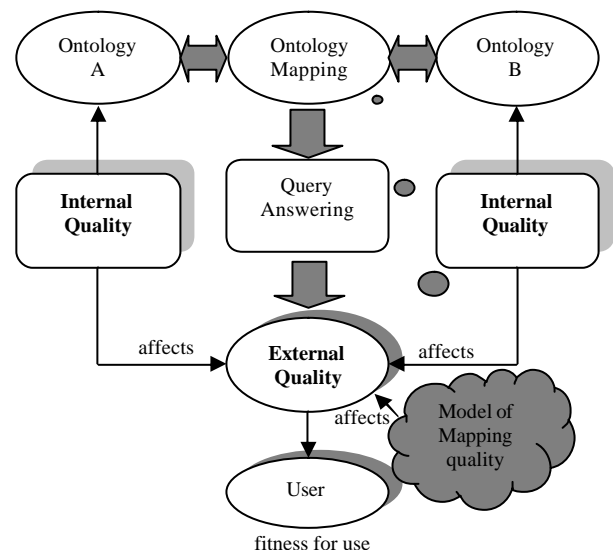 Ontology
A
Ontology
Mapping
Ontology
B
Internal
Quality
Query
Answering
Internal
Quality
affects
External
Quality
affects
affects
Model of
Mapping
quality
User
fitness for use